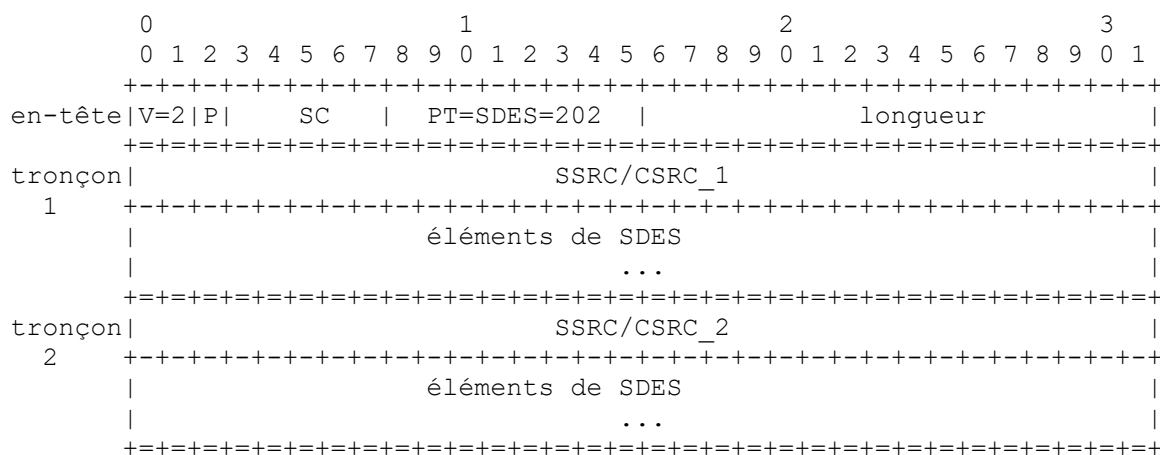 0                   1                   2                   3
        0 1 2 3 4 5 6 7 8 9 0 1 2 3 4 5 6 7 8 9 0 1 2 3 4 5 6 7 8 9 0 1
       +-+-+-+-+-+-+-+-+-+-+-+-+-+-+-+-+-+-+-+-+-+-+-+-+-+-+-+-+-+-+-+-+
en-tête|V=2|P|    SC   |  PT=SDES=202  |             longueur          |
       +=+=+=+=+=+=+=+=+=+=+=+=+=+=+=+=+=+=+=+=+=+=+=+=+=+=+=+=+=+=+=+=+
tronçon|                          SSRC/CSRC_1                          |
  1    +-+-+-+-+-+-+-+-+-+-+-+-+-+-+-+-+-+-+-+-+-+-+-+-+-+-+-+-+-+-+-+-+
       |                  éléments de SDES                             |
       |                              ...                              |
       +=+=+=+=+=+=+=+=+=+=+=+=+=+=+=+=+=+=+=+=+=+=+=+=+=+=+=+=+=+=+=+=+
tronçon|                          SSRC/CSRC_2                          |
  2    +-+-+-+-+-+-+-+-+-+-+-+-+-+-+-+-+-+-+-+-+-+-+-+-+-+-+-+-+-+-+-+-+
       |                  éléments de SDES                             |
       |                              ...                              |
       +=+=+=+=+=+=+=+=+=+=+=+=+=+=+=+=+=+=+=+=+=+=+=+=+=+=+=+=+=+=+=+=+